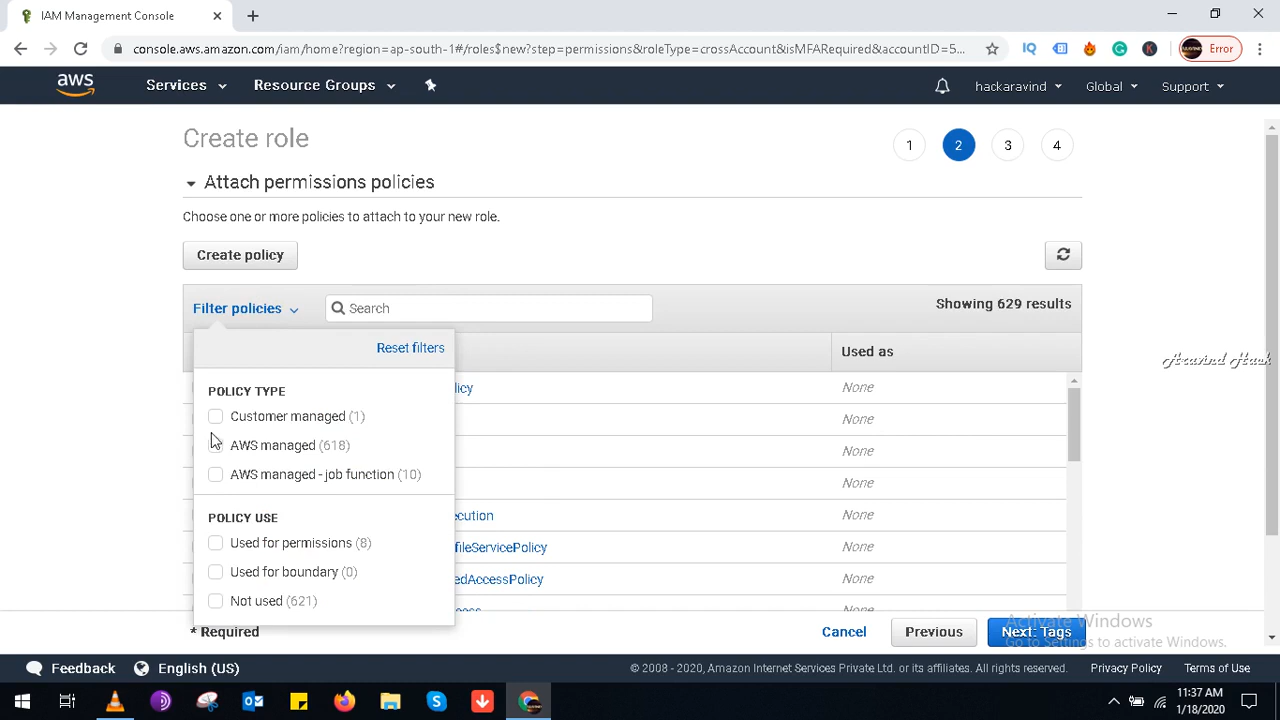 IAM Management Console
console.aws.amazon.com/iam/home?region=ap-south-1#/roles$new?step=permissions&roleType=crossAccount&isMFARequired&accountID=5...
IQ
K
Error
aws
Services
Resource Groups
hackaravind
Global
Support
Create role
1
2
3
4
Attach permissions policies
Choose one or more policies to attach to your new role.
Create policy
Filter policies
Search
Showing 629 results
Reset filters
Used as
POLICY TYPE
licy
None
Customer managed (1)
None
AWS managed (618)
None
AWS managed - job function (10)
None
POLICY USE
ecution
None
Used for permissions (8)
fileServicePolicy
None
Used for boundary (0)
edAccessPolicy
None
Not used (621)
None
Aravind Hack
* Required
Cancel
Previous
Next: Tags
Activate Windows
Go to Settings to activate Windows.
Feedback
English (US)
© 2008 - 2020, Amazon Internet Services Private Ltd. or its affiliates. All rights reserved.
Privacy Policy
Terms of Use
11:37 AM
1/18/2020